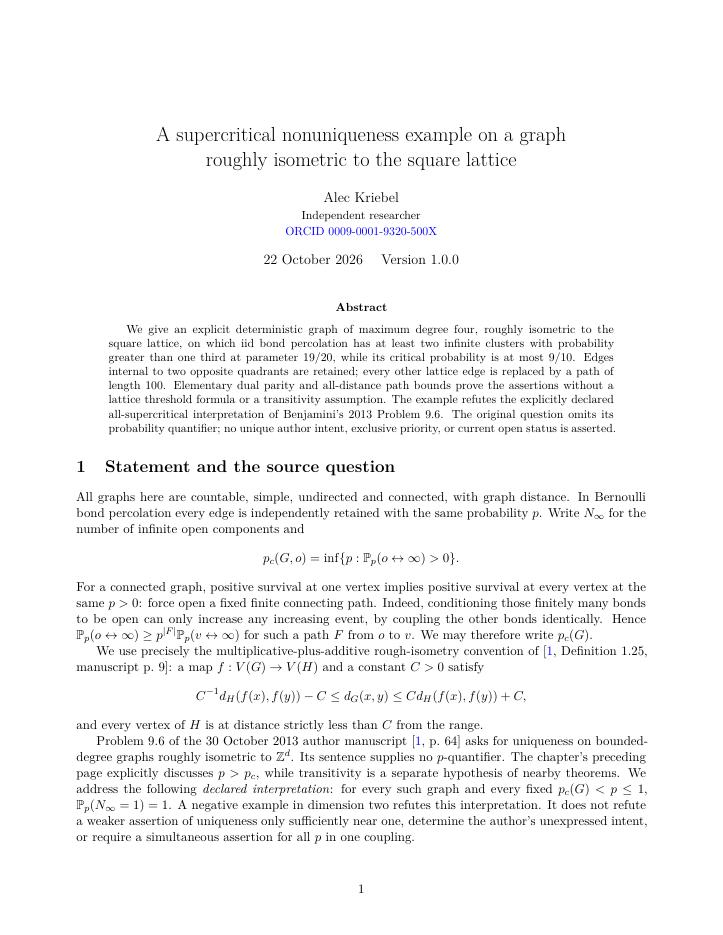 A supercritical nonuniqueness example on a graph
roughly isometric to the square lattice
Alec Kriebel
Independent researcher
ORCID 0009-0001-9320-500X
22 October 2026 Version 1.0.0
Abstract
We give an explicit deterministic graph of maximum degree four, roughly isometric to the
square lattice, on which iid bond percolation has at least two infinite clusters with probability
greater than one third at parameter 19/20, while its critical probability is at most 9/10. Edges
internal to two opposite quadrants are retained; every other lattice edge is replaced by a path of
length 100. Elementary dual parity and all-distance path bounds prove the assertions without a
lattice threshold formula or a transitivity assumption. The example refutes the explicitly declared
all-supercritical interpretation of Benjamini's 2013 Problem 9.6. The original question omits its
probability quantifier; no unique author intent, exclusive priority, or current open status is asserted.
1 Statement and the source question
All graphs here are countable, simple, undirected and connected, with graph distance. In Bernoulli
bond percolation every edge is independently retained with the same probability p. Write N∞ for the
number of infinite open components and
pc(G, o) = inf{p : ℙp(o ↔ ∞) > 0}.
For a connected graph, positive survival at one vertex implies positive survival at every vertex at the
same p > 0: force open a fixed finite connecting path. Indeed, conditioning those finitely many bonds
to be open can only increase any increasing event, by coupling the other bonds identically. Hence
ℙp(o ↔ ∞) ≥ p|F|ℙp(v ↔ ∞) for such a path F from o to v. We may therefore write pc(G).
We use precisely the multiplicative-plus-additive rough-isometry convention of [1, Definition 1.25,
manuscript p. 9]: a map f : V(G) → V(H) and a constant C > 0 satisfy
C−1dH(f(x), f(y)) − C ≤ dG(x, y) ≤ CdH(f(x), f(y)) + C,
and every vertex of H is at distance strictly less than C from the range.
Problem 9.6 of the 30 October 2013 author manuscript [1, p. 64] asks for uniqueness on bounded-
degree graphs roughly isometric to ℤd. Its sentence supplies no p-quantifier. The chapter's preceding
page explicitly discusses p > pc, while transitivity is a separate hypothesis of nearby theorems. We
address the following declared interpretation: for every such graph and every fixed pc(G) < p ≤ 1,
ℙp(N∞ = 1) = 1. A negative example in dimension two refutes this interpretation. It does not refute
a weaker assertion of uniqueness only sufficiently near one, determine the author's unexpressed intent,
or require a simultaneous assertion for all p in one coupling.
1